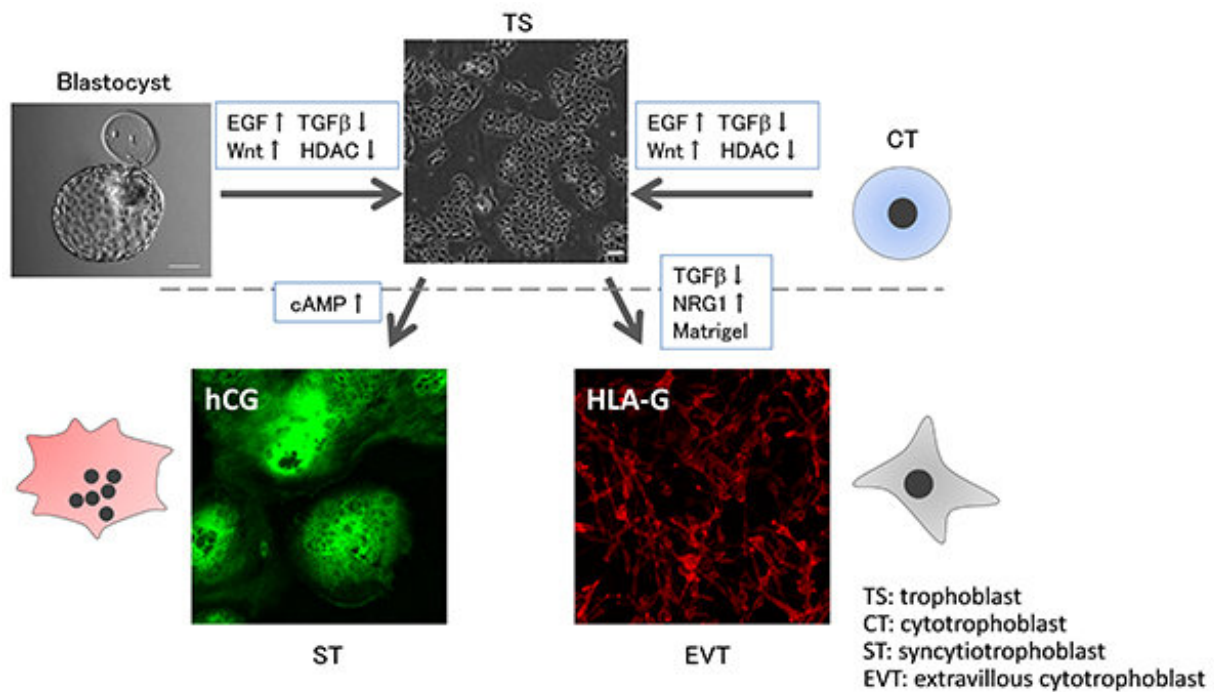 TS
Blastocyst
EGF ↑ TGFβ ↓
Wnt ↑ HDAC ↓
EGF ↑ TGFβ ↓
Wnt ↑ HDAC ↓
CT
cAMP ↑
TGFβ ↓
NRG1 ↑
Matrigel
hCG
HLA-G
ST
EVT
TS: trophoblast
CT: cytotrophoblast
ST: syncytiotrophoblast
EVT: extravillous cytotrophoblast